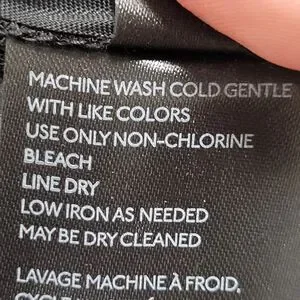 MACHINE WASH COLD GENTLE
WITH LIKE COLORS
USE ONLY NON-CHLORINE
BLEACH
LINE DRY
LOW IRON AS NEEDED
MAY BE DRY CLEANED
LAVAGE MACHINE À FROID,